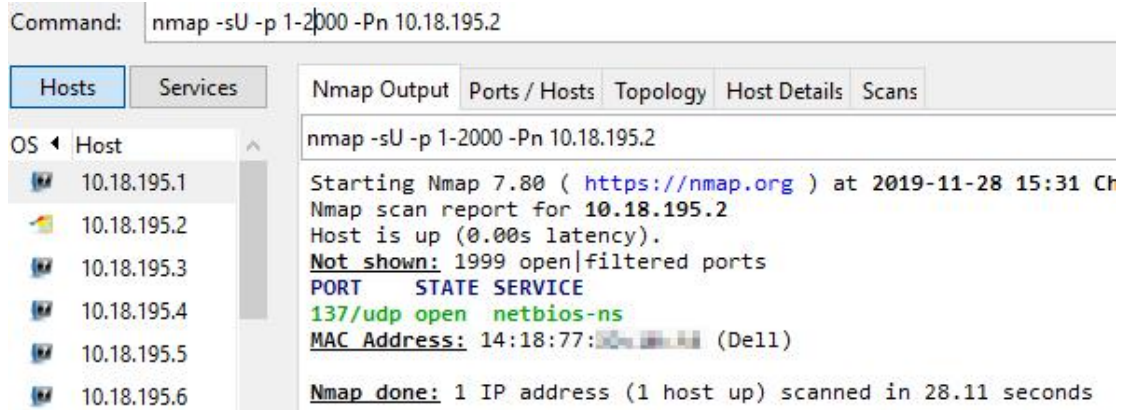 Command: nmap -sU -p 1-2000 -Pn 10.18.195.2
Hosts Services
OS Host
10.18.195.1
10.18.195.2
10.18.195.3
10.18.195.4
10.18.195.5
10.18.195.6
Nmap Output Ports / Hosts Topology Host Details Scans
nmap -sU -p 1-2000 -Pn 10.18.195.2
Starting Nmap 7.80 ( https://nmap.org ) at 2019-11-28 15:31 Ch
Nmap scan report for 10.18.195.2
Host is up (0.00s latency).
Not shown: 1999 open|filtered ports
PORT STATE SERVICE
137/udp open netbios-ns
MAC Address: 14:18:77: (Dell)
Nmap done: 1 IP address (1 host up) scanned in 28.11 seconds